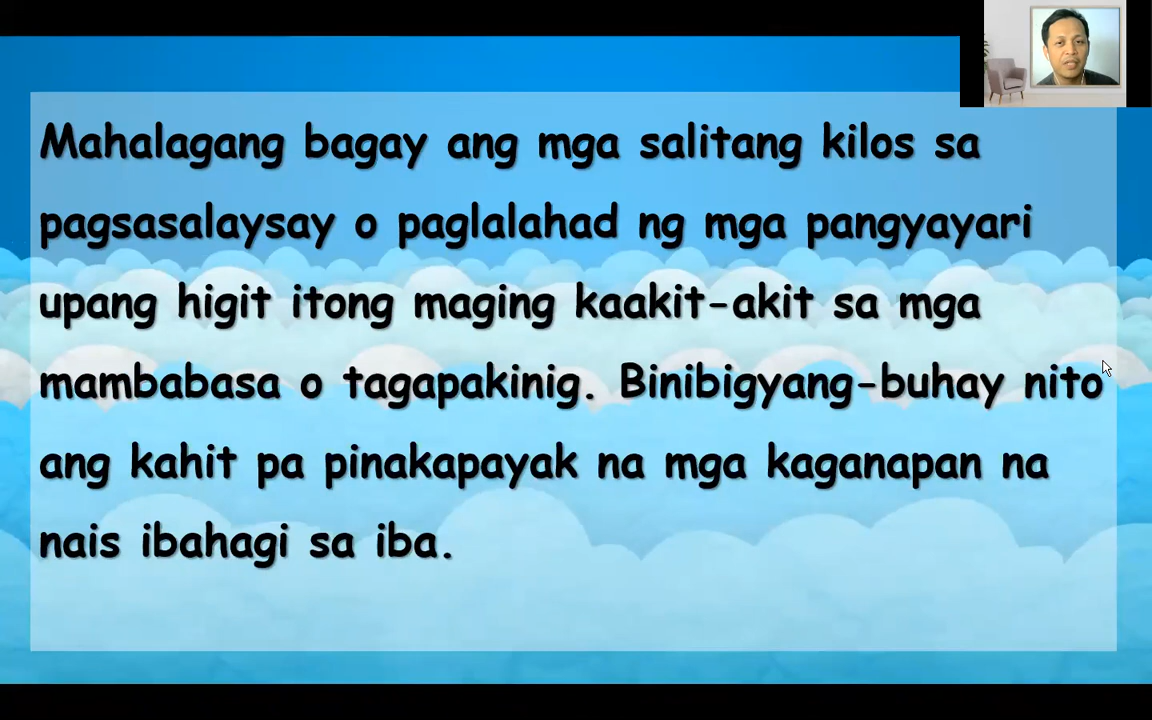 Mahalagang bagay ang mga salitang kilos sa
pagsasalaysay o paglalahad ng mga pangyayari
upang higit itong maging kaakit-akit sa mga
mambabasa o tagapakinig. Binibigyang-buhay nito
ang kahit pa pinakapayak na mga kaganapan na
nais ibahagi sa iba.